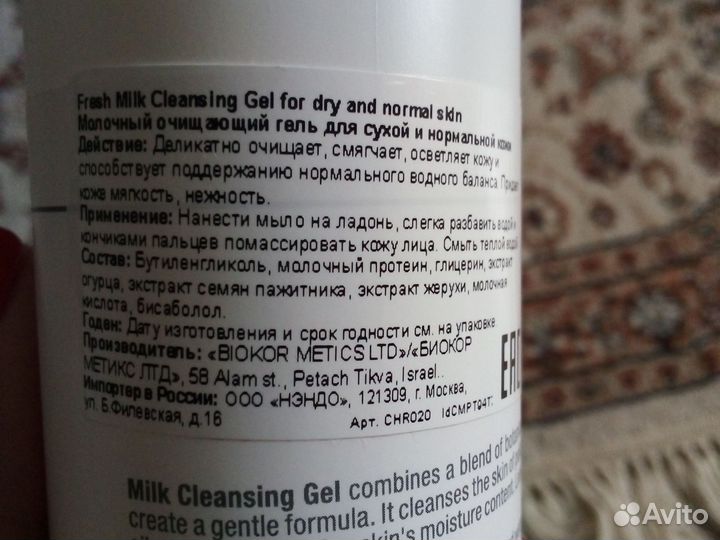 Fresh Milk Cleansing Gel for dry and normal skin
Молочный очищающий гель для сухой и нормальной кожи
Действие: Деликатно очищает, смягчает, осветляет кожу и
способствует поддержанию нормального водного баланса. Придает
коже мягкость, нежность.
Применение: Нанести мыло на ладонь, слегка разбавить водой и
кончиками пальцев помассировать кожу лица. Смыть теплой водой
Состав: Бутиленгликоль, молочный протеин, глицерин, экстракт
огурца, экстракт семян пажитника, экстракт жерухи, молочная
кислота, бисаболол.
Годен: Дату изготовления и срок годности см. на упаковке
Производитель: «BIOKOR METICS LTD»/«БИОКОР
МЕТИКС ЛТД», 58 Alam st., Petach Tikva, Israel..
Импортер в России: ООО «НЭНДО», 121309, г. Москва,
ул. Б.Филевская, д.16
Арт. CHR020 IdCMPT04T
EAC
Milk Cleansing Gel combines a blend of
create a gentle formula. It cleanses the skin of
skin's moisture content.
Avito